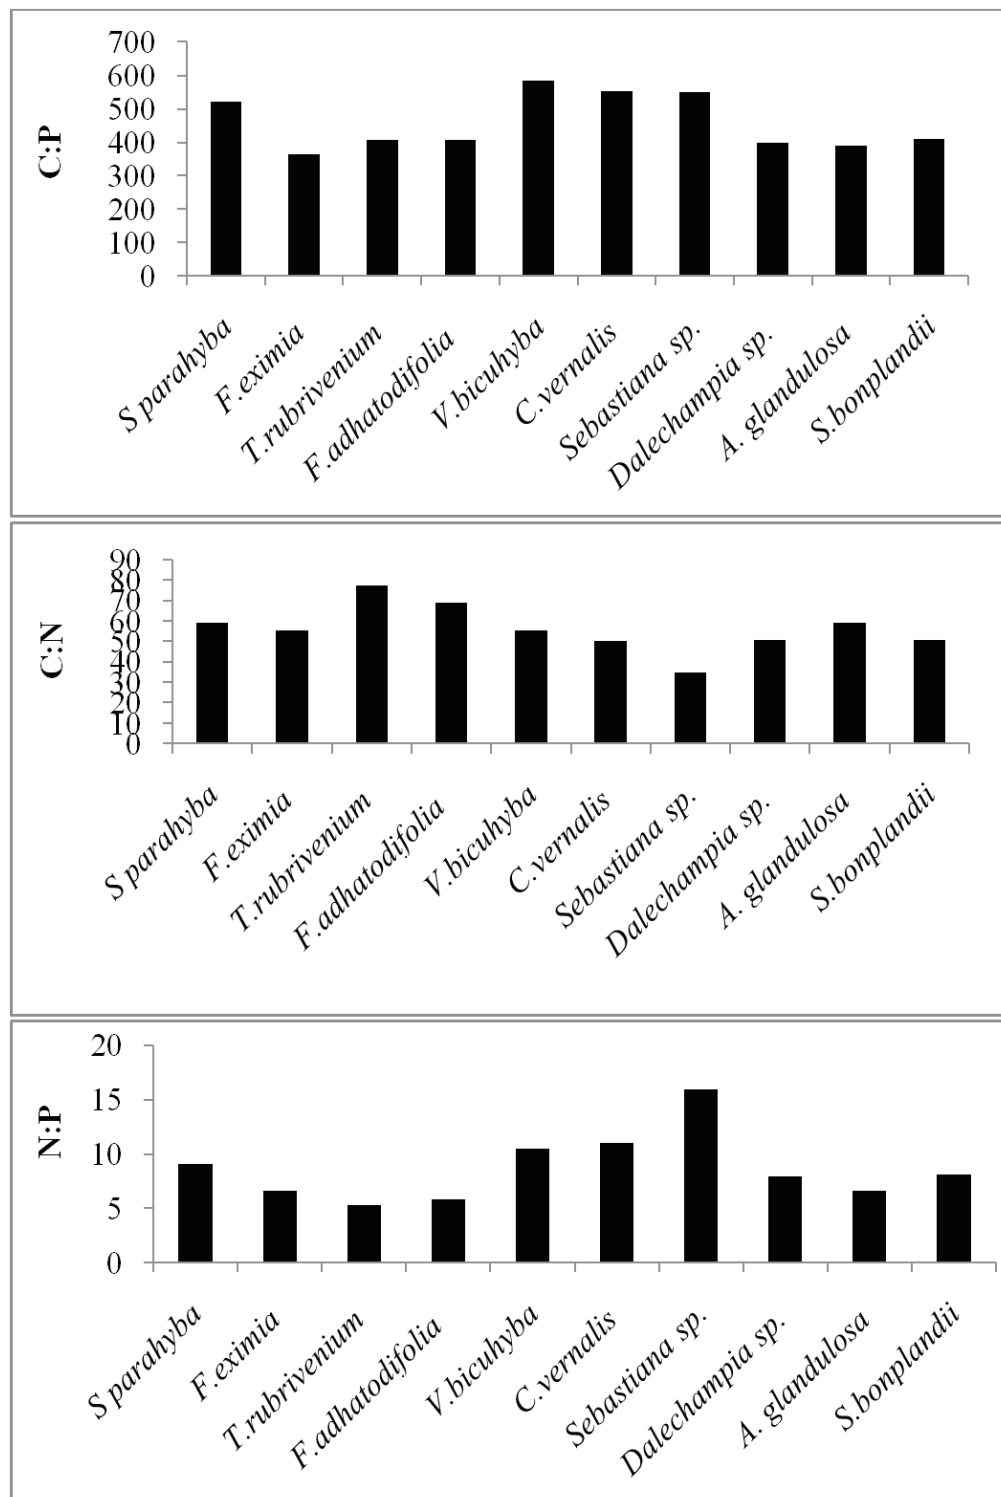 C:P
700
600
500
400
300
200
100
0
S parahyba
F.eximia
T.rubrivenium
F.adhatodifolia
V.bicuhyba
C.vernalis
Sebastiana sp.
Dalechampia sp.
A. glandulosa
S.bonplandii
C:N
90
80
70
60
50
40
30
20
10
0
S parahyba
F.eximia
T.rubrivenium
F.adhatodifolia
V.bicuhyba
C.vernalis
Sebastiana sp.
Dalechampia sp.
A. glandulosa
S.bonplandii
N:P
20
15
10
5
0
S parahyba
F.eximia
T.rubrivenium
F.adhatodifolia
V.bicuhyba
C.vernalis
Sebastiana sp.
Dalechampia sp.
A. glandulosa
S.bonplandii